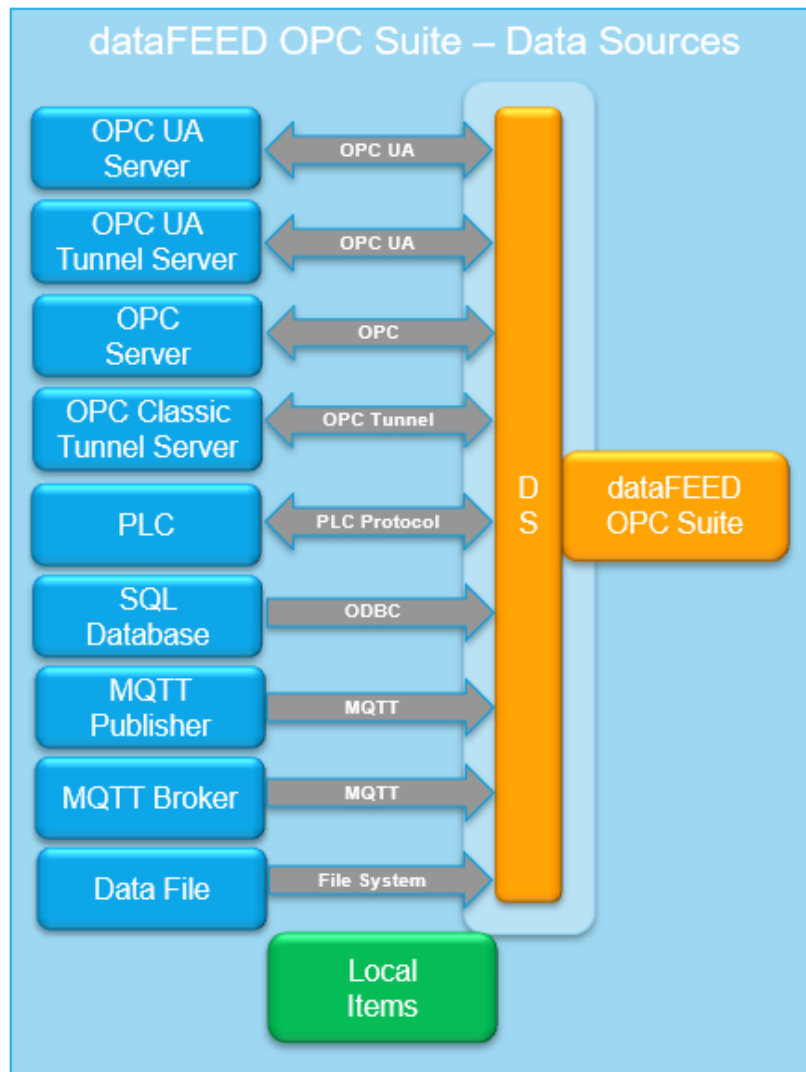 dataFEED OPC Suite – Data Sources
OPC UA
Server
OPC UA
OPC UA
Tunnel Server
OPC UA
OPC
Server
OPC
OPC Classic
Tunnel Server
OPC Tunnel
PLC
PLC Protocol
D
S
dataFEED
OPC Suite
SQL
Database
ODBC
MQTT
Publisher
MQTT
MQTT Broker
MQTT
Data File
File System
Local
Items